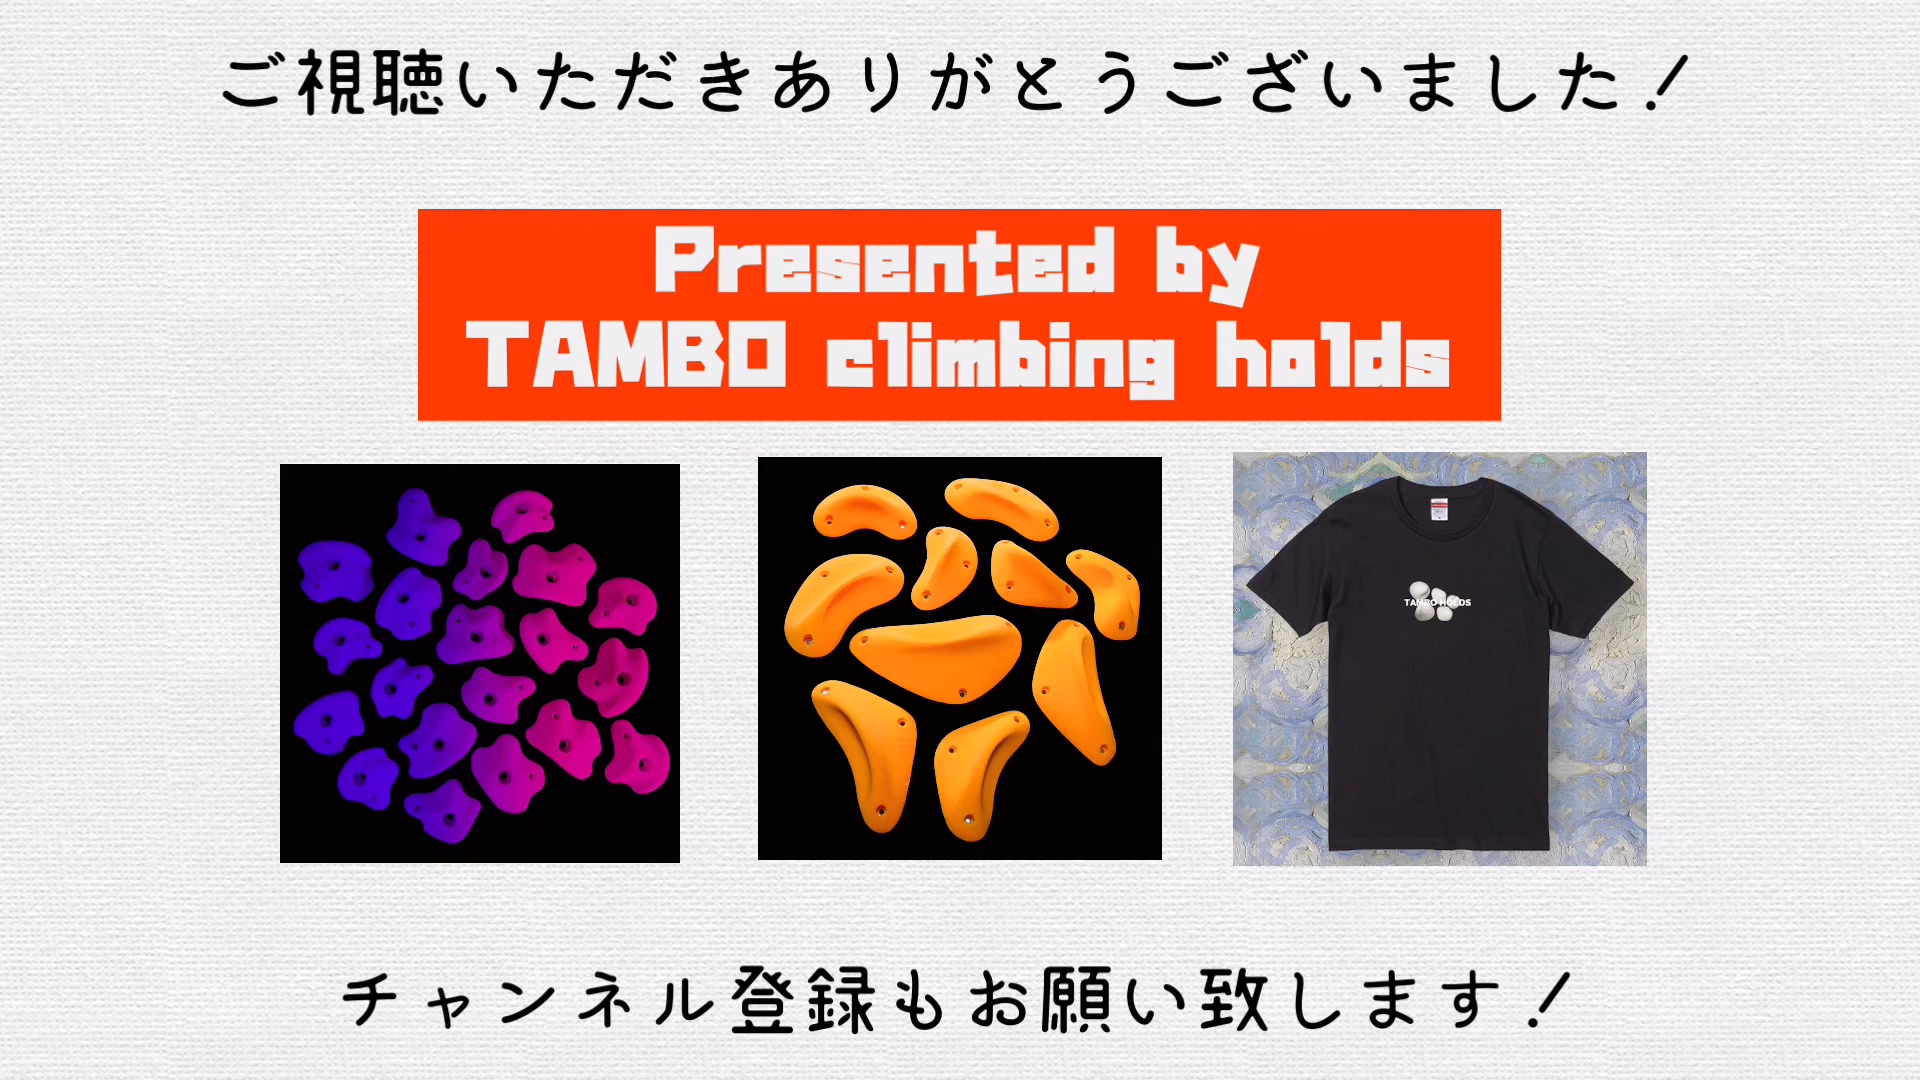 ご視聴いただきありがとうございました！
Presented by
TAMBO climbing holds
TAMBO HOLDS
チャンネル登録もお願い致します！